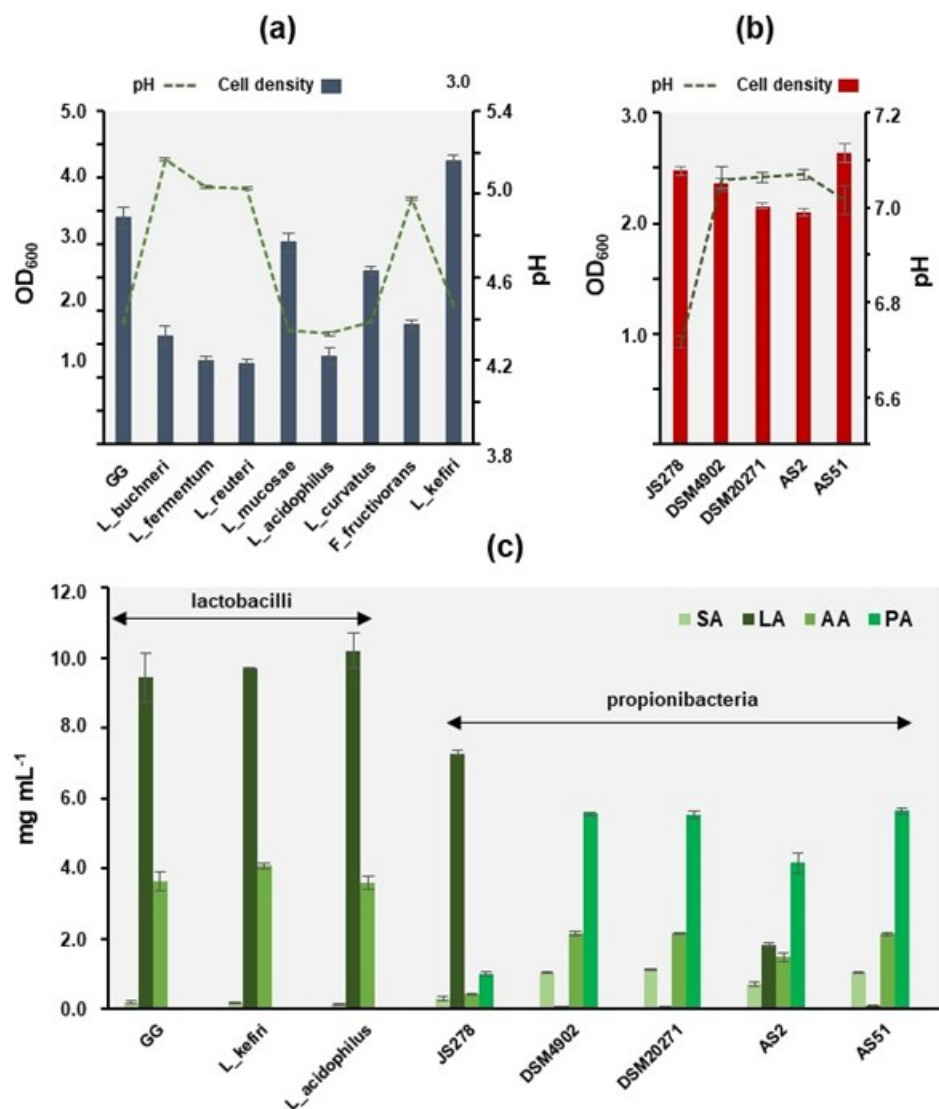 (a)
(b)
pH Cell density 3.0
pH Cell density
5.0
4.0
3.0
2.0
1.0
OD600
5.4
5.0
4.6
4.2
3.8
pH
GG
L_buchneri
L_fermentum
L_reuteri
L_mucosae
L_acidophilus
L_curvatus
F_fructivorans
L_kefiri
3.0
2.0
1.0
OD600
7.2
7.0
6.8
6.6
pH
JS278
DSM4902
DSM20271
AS2
AS51
(c)
12.0
10.0
8.0
6.0
4.0
2.0
0.0
mg mL-1
lactobacilli
SA LA AA PA
propionibacteria
GG
L_kefiri
L_acidophilus
JS278
DSM4902
DSM20271
AS2
AS51